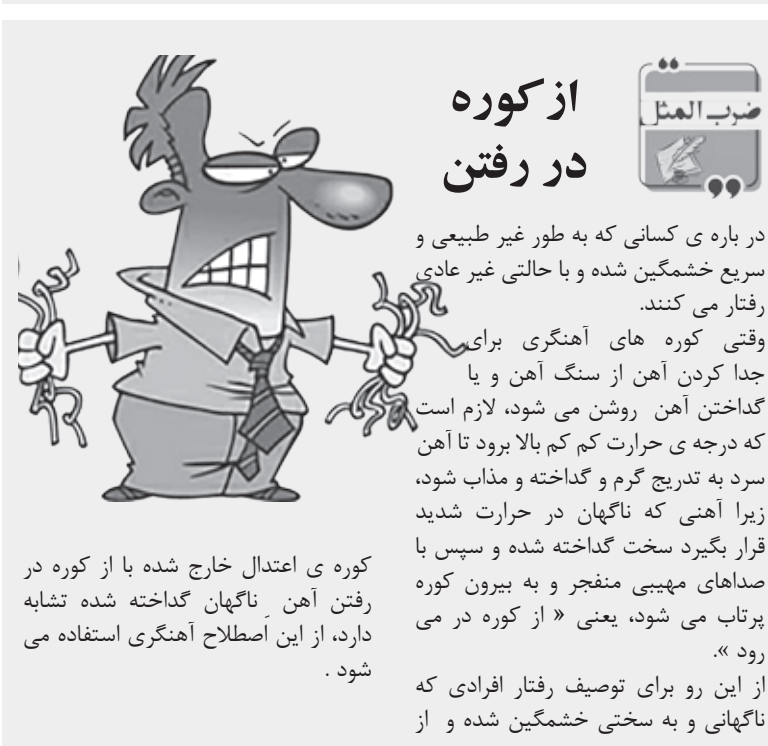 ضرب المثل
از کوره
در رفتن
در باره ی کسانی که به طور غیر طبیعی و
سریع خشمگین شده و با حالتی غیر عادی
رفتار می کنند.
وقتی کوره های آهنگری برای
جدا کردن آهن از سنگ آهن و یا
گداختن آهن روشن می شود، لازم است
که درجه ی حرارت کم کم بالا برود تا آهن
سرد به تدریج گرم و گداخته و مذاب شود،
زیرا آهنی که ناگهان در حرارت شدید
قرار بگیرد سخت گداخته شده و سپس با
صداهای مهیبی منفجر و به بیرون کوره
پرتاب می شود، یعنی « از کوره در می
رود ».
از این رو برای توصیف رفتار افرادی که
ناگهانی و به سختی خشمگین شده و از
کوره ی اعتدال خارج شده با از کوره در
رفتن آهن ِ ناگهان گداخته شده تشابه
دارد، از این اصطلاح آهنگری استفاده می
شود .